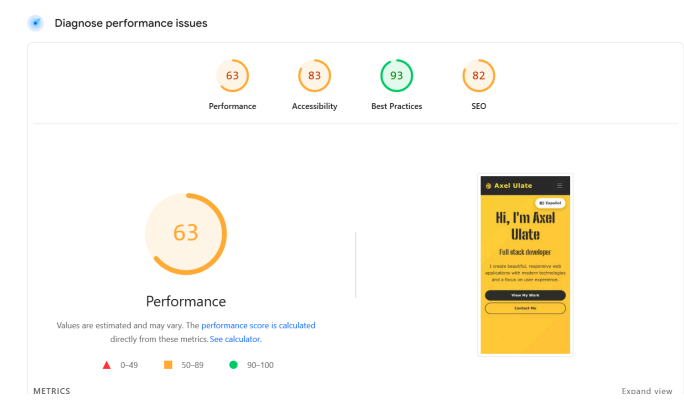 Diagnose performance issues
63
83
93
82
Performance
Accessibility
Best Practices
SEO
63
Performance
Values are estimated and may vary. The performance score is calculated
directly from these metrics. See calculator.
0–49
50–89
90–100
Axel Ulate
Español
Hi, I'm Axel
Ulate
Full stack developer
I create beautiful, responsive web
applications with modern technologies
and a focus on user experience.
View My Work
Contact Me
METRICS
Expand view